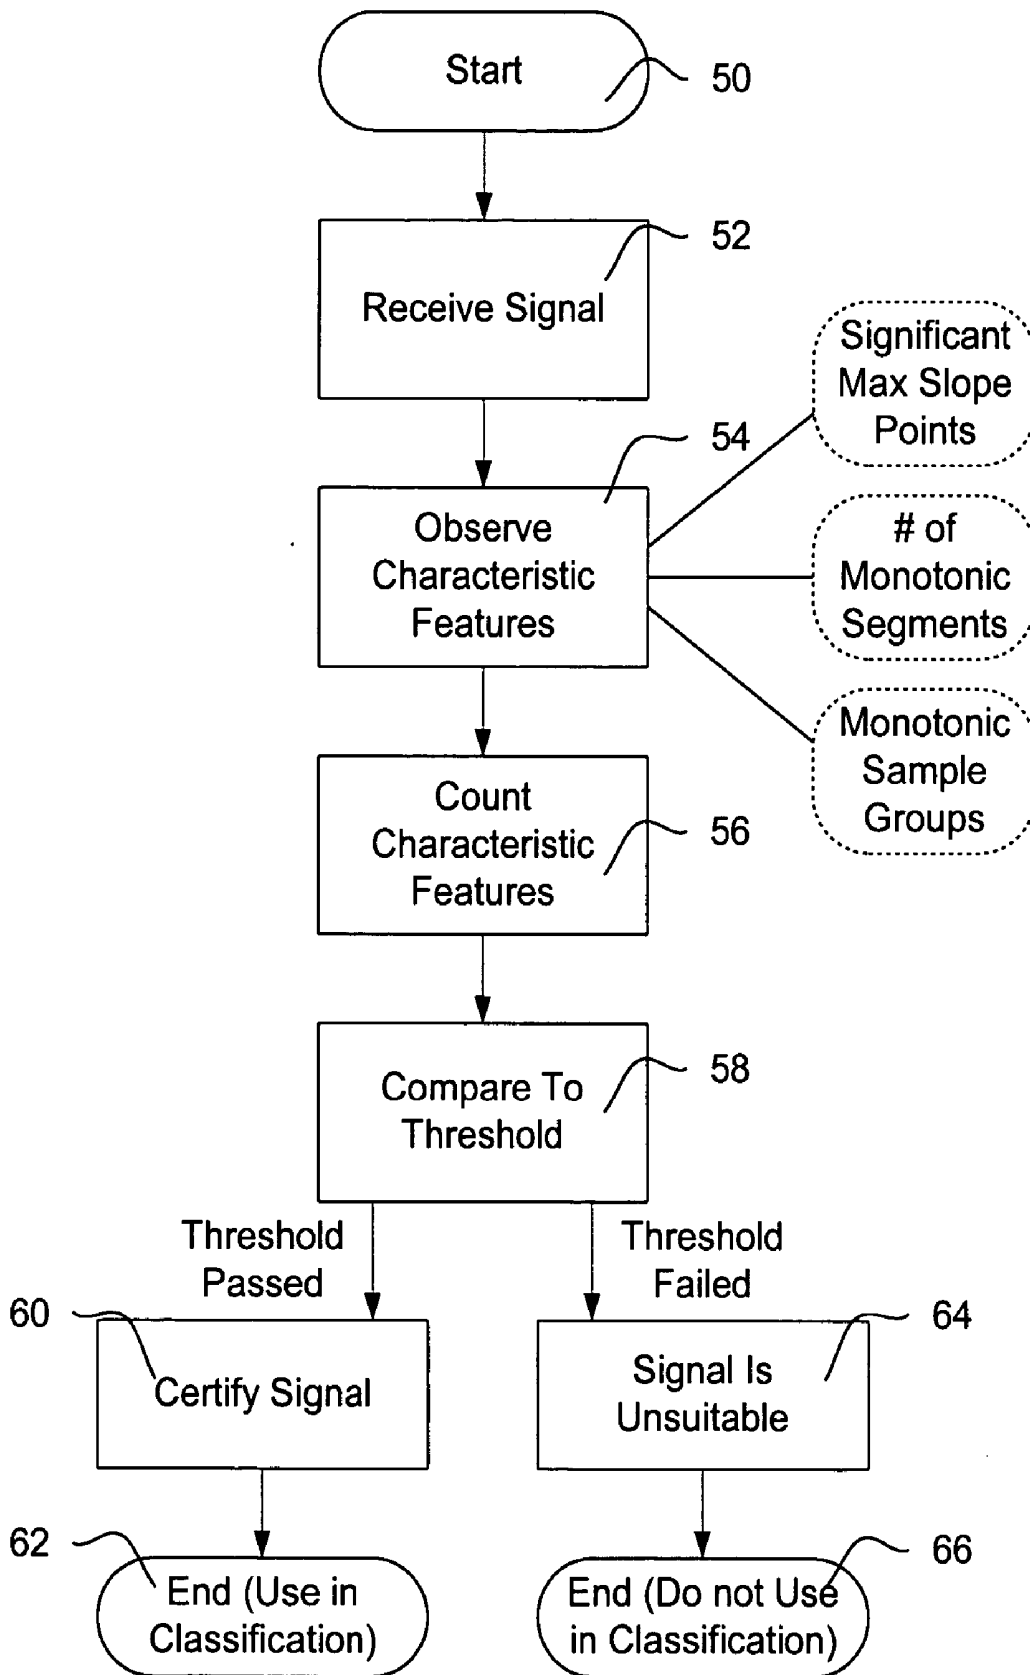 Start
50
52
Receive Signal
Significant
Max Slope
Points
54
Observe
Characteristic
Features
# of
Monotonic
Segments
Monotonic
Sample
Groups
Count
Characteristic
Features
56
58
Compare To
Threshold
Threshold
Passed
Threshold
Failed
60
Certify Signal
64
Signal Is
Unsuitable
62
End (Use in
Classification)
66
End (Do not Use
in Classification)